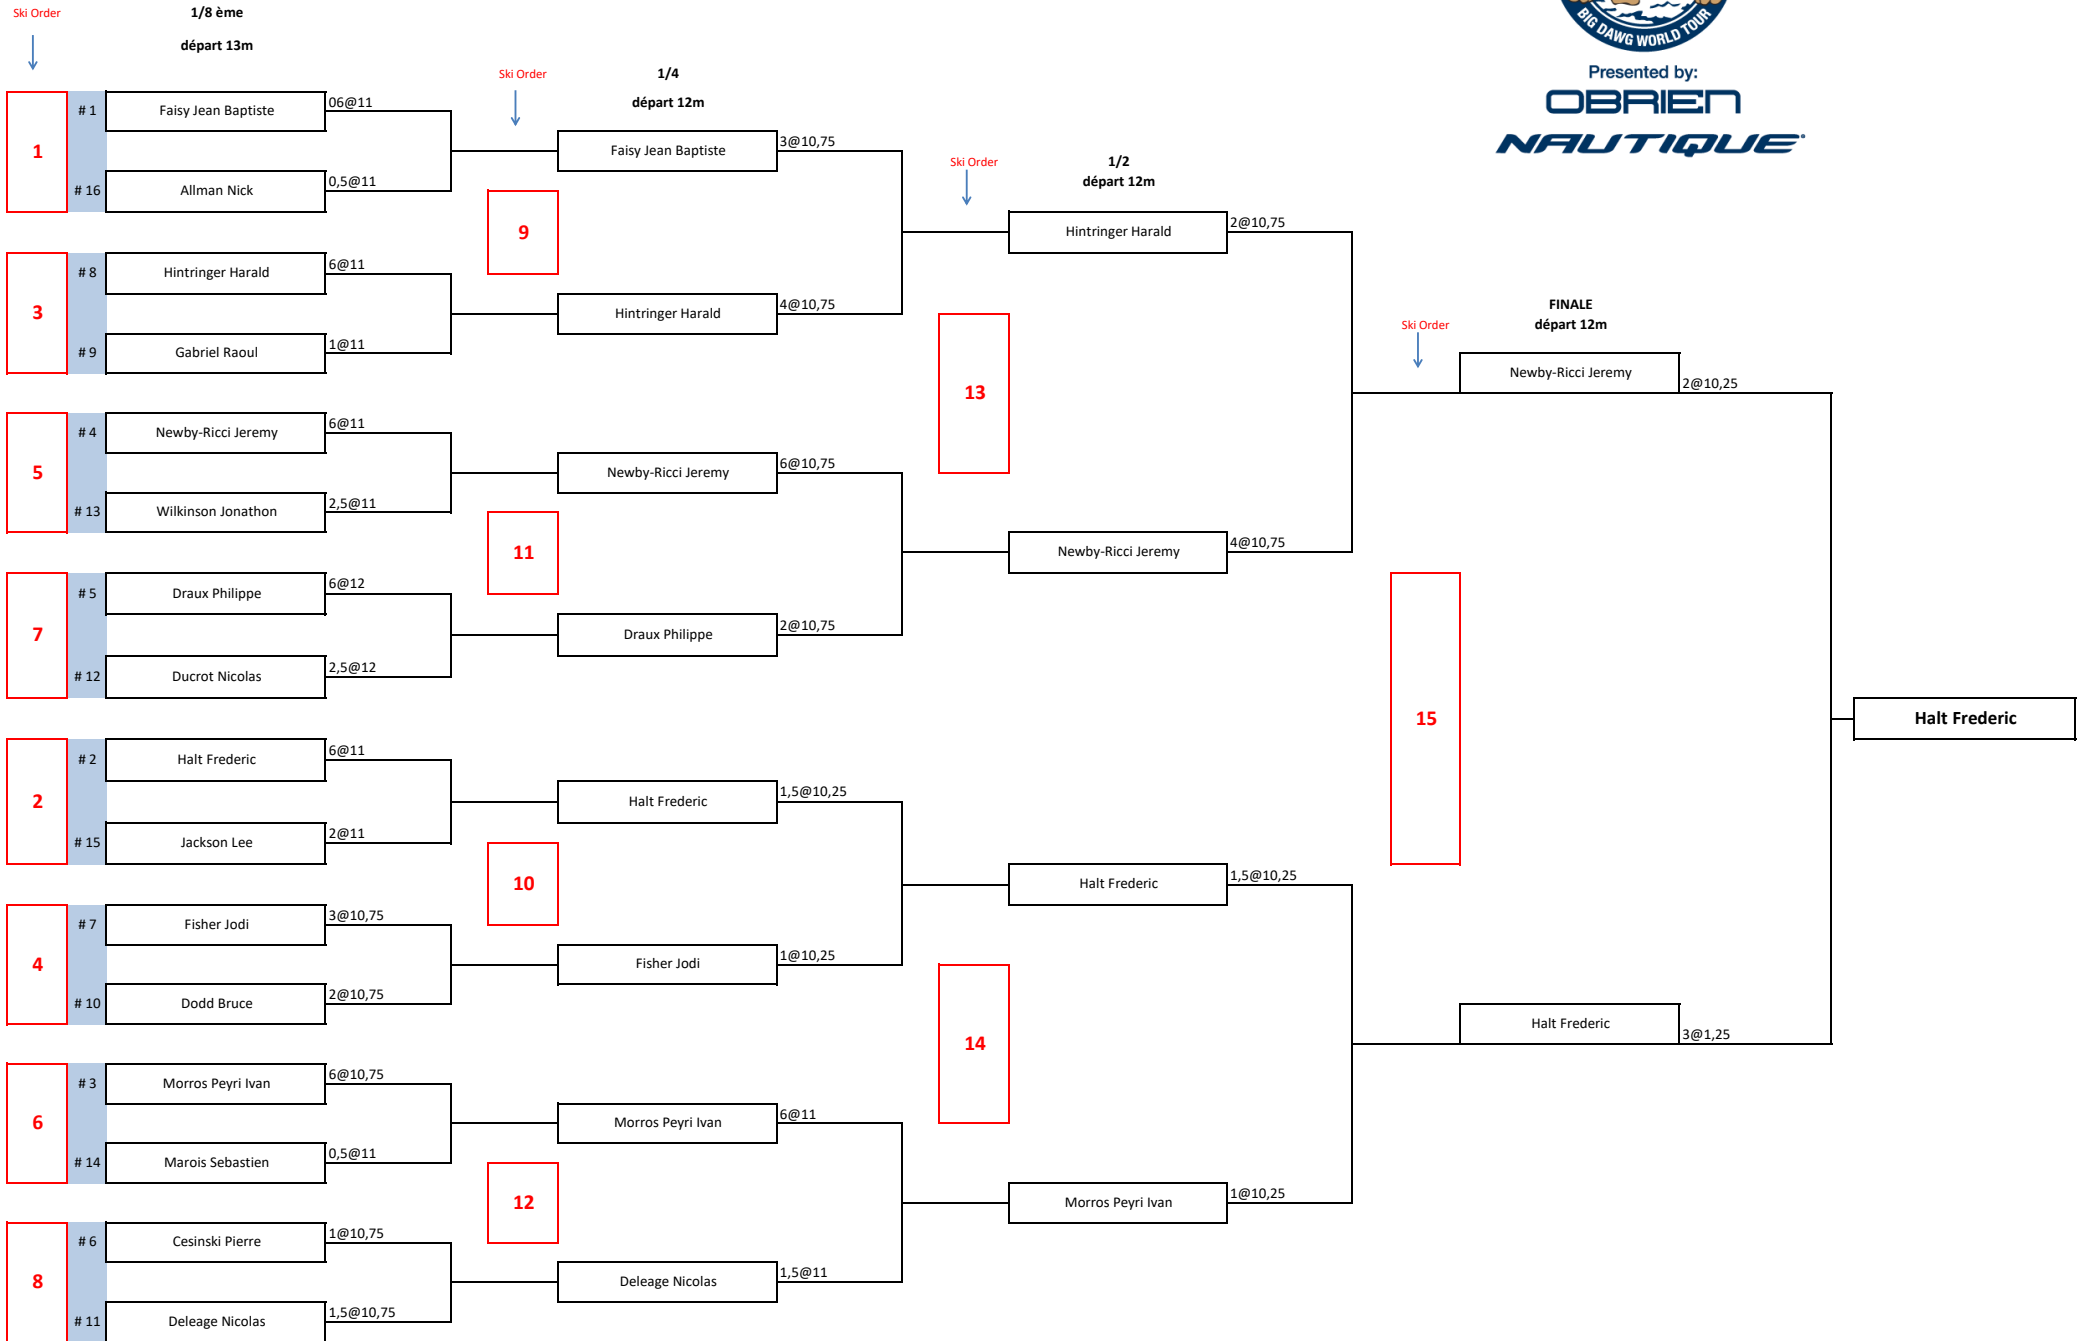 Ski Order
1/8 ème
départ 13m
BIG DAWG WORLD TOUR
Presented by:
OBRIEN
NAUTIQUE
Ski Order
1/4
départ 12m
Ski Order
1/2
départ 12m
Ski Order
FINALE
départ 12m
1
# 1 Faisy Jean Baptiste 06@11
# 16 Allman Nick 0,5@11
3
# 8 Hintringer Harald 6@11
# 9 Gabriel Raoul 1@11
5
# 4 Newby-Ricci Jeremy 6@11
# 13 Wilkinson Jonathon 2,5@11
7
# 5 Draux Philippe 6@12
# 12 Ducrot Nicolas 2,5@12
2
# 2 Halt Frederic 6@11
# 15 Jackson Lee 2@11
4
# 7 Fisher Jodi 3@10,75
# 10 Dodd Bruce 2@10,75
6
# 3 Morros Peyri Ivan 6@10,75
# 14 Marois Sebastien 0,5@11
8
# 6 Cesinski Pierre 1@10,75
# 11 Deleage Nicolas 1,5@10,75
Faisy Jean Baptiste 3@10,75
9
Hintringer Harald 4@10,75
Newby-Ricci Jeremy 6@10,75
11
Draux Philippe 2@10,75
Halt Frederic 1,5@10,25
10
Fisher Jodi 1@10,25
Morros Peyri Ivan 6@11
12
Deleage Nicolas 1,5@11
Hintringer Harald 2@10,75
13
Newby-Ricci Jeremy 4@10,75
Halt Frederic 1,5@10,25
14
Morros Peyri Ivan 1@10,25
Newby-Ricci Jeremy 2@10,25
15
Halt Frederic 3@1,25
Halt Frederic